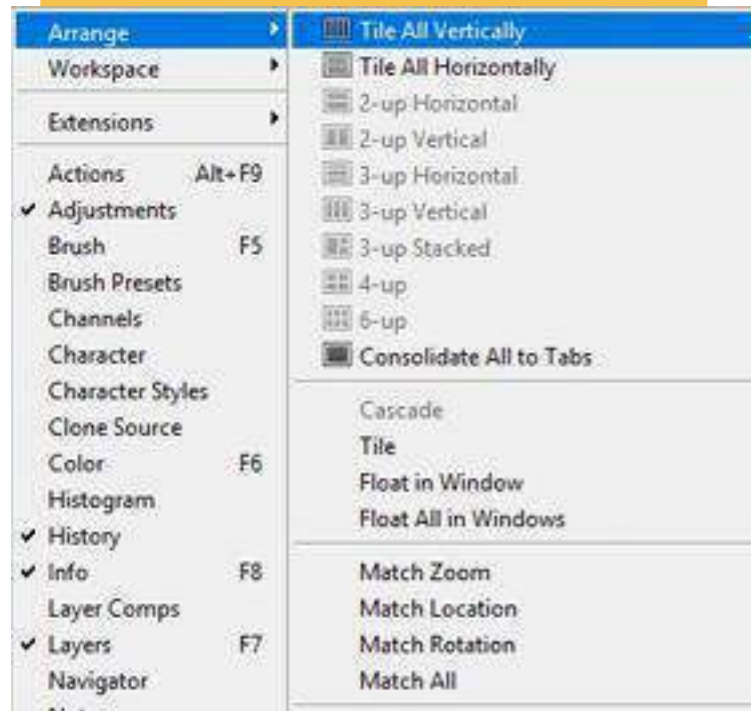 Arrange
Workspace
Extensions
Actions Alt+F9
Adjustments
Brush F5
Brush Presets
Channels
Character
Character Styles
Clone Source
Color F6
Histogram
History
Info F8
Layer Comps
Layers F7
Navigator
Tile All Vertically
Tile All Horizontally
2-up Horizontal
2-up Vertical
3-up Horizontal
3-up Vertical
3-up Stacked
4-up
6-up
Consolidate All to Tabs
Cascade
Tile
Float in Window
Float All in Windows
Match Zoom
Match Location
Match Rotation
Match All